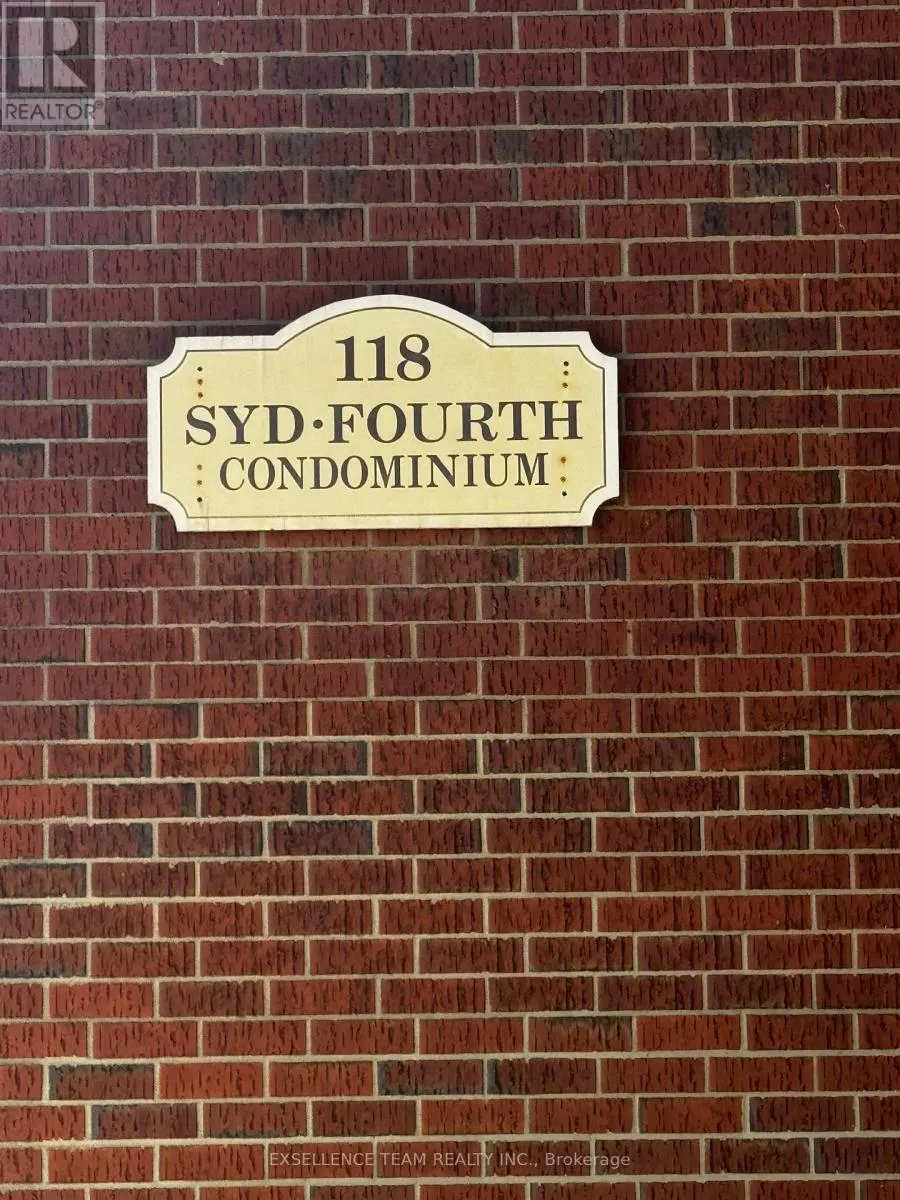 REALTOR®
118
SYD·FOURTH
CONDOMINIUM
EXSELLENCE TEAM REALTY INC., Brokerage